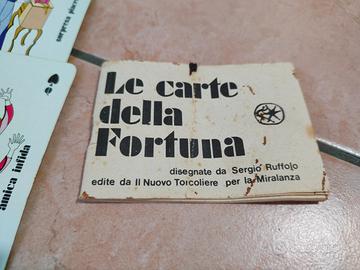 Le carte
della
Fortuna
disegnate da Sergio Ruffolo
edite da Il Nuovo Torcoliere per la Miralanza
amica infida
sorpresa
subito